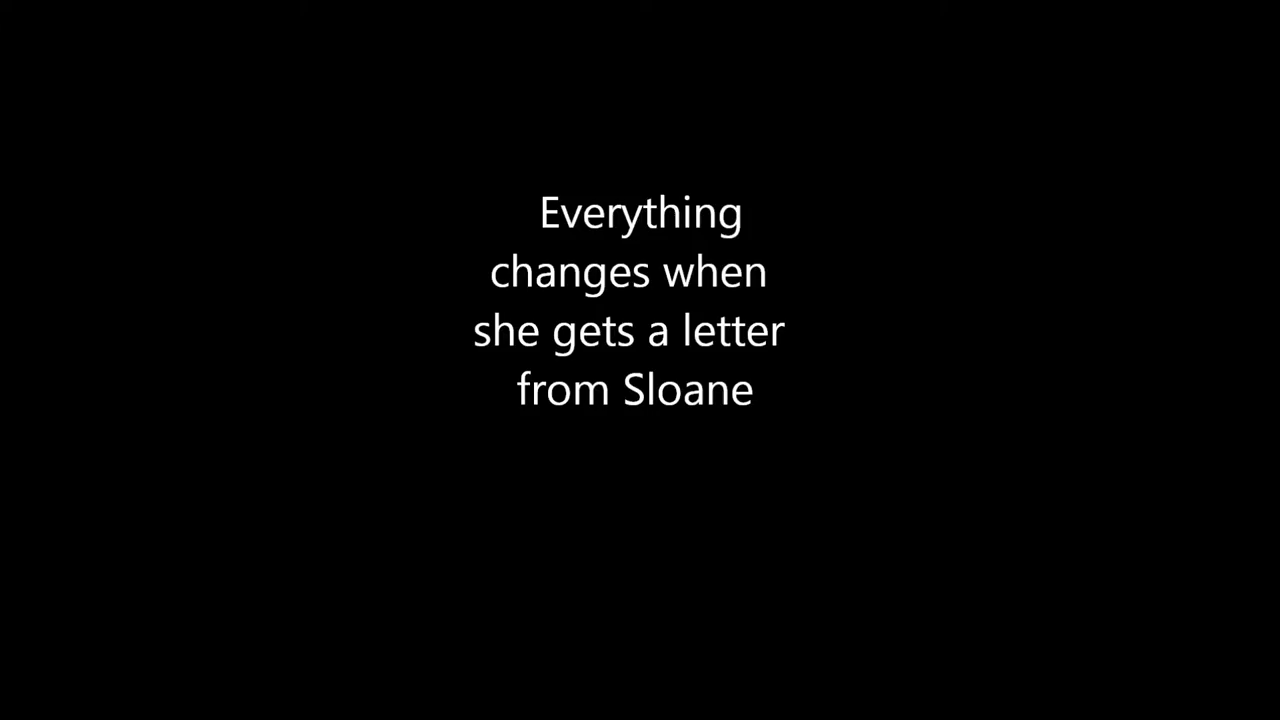 Everything
changes when
she gets a letter
from Sloane